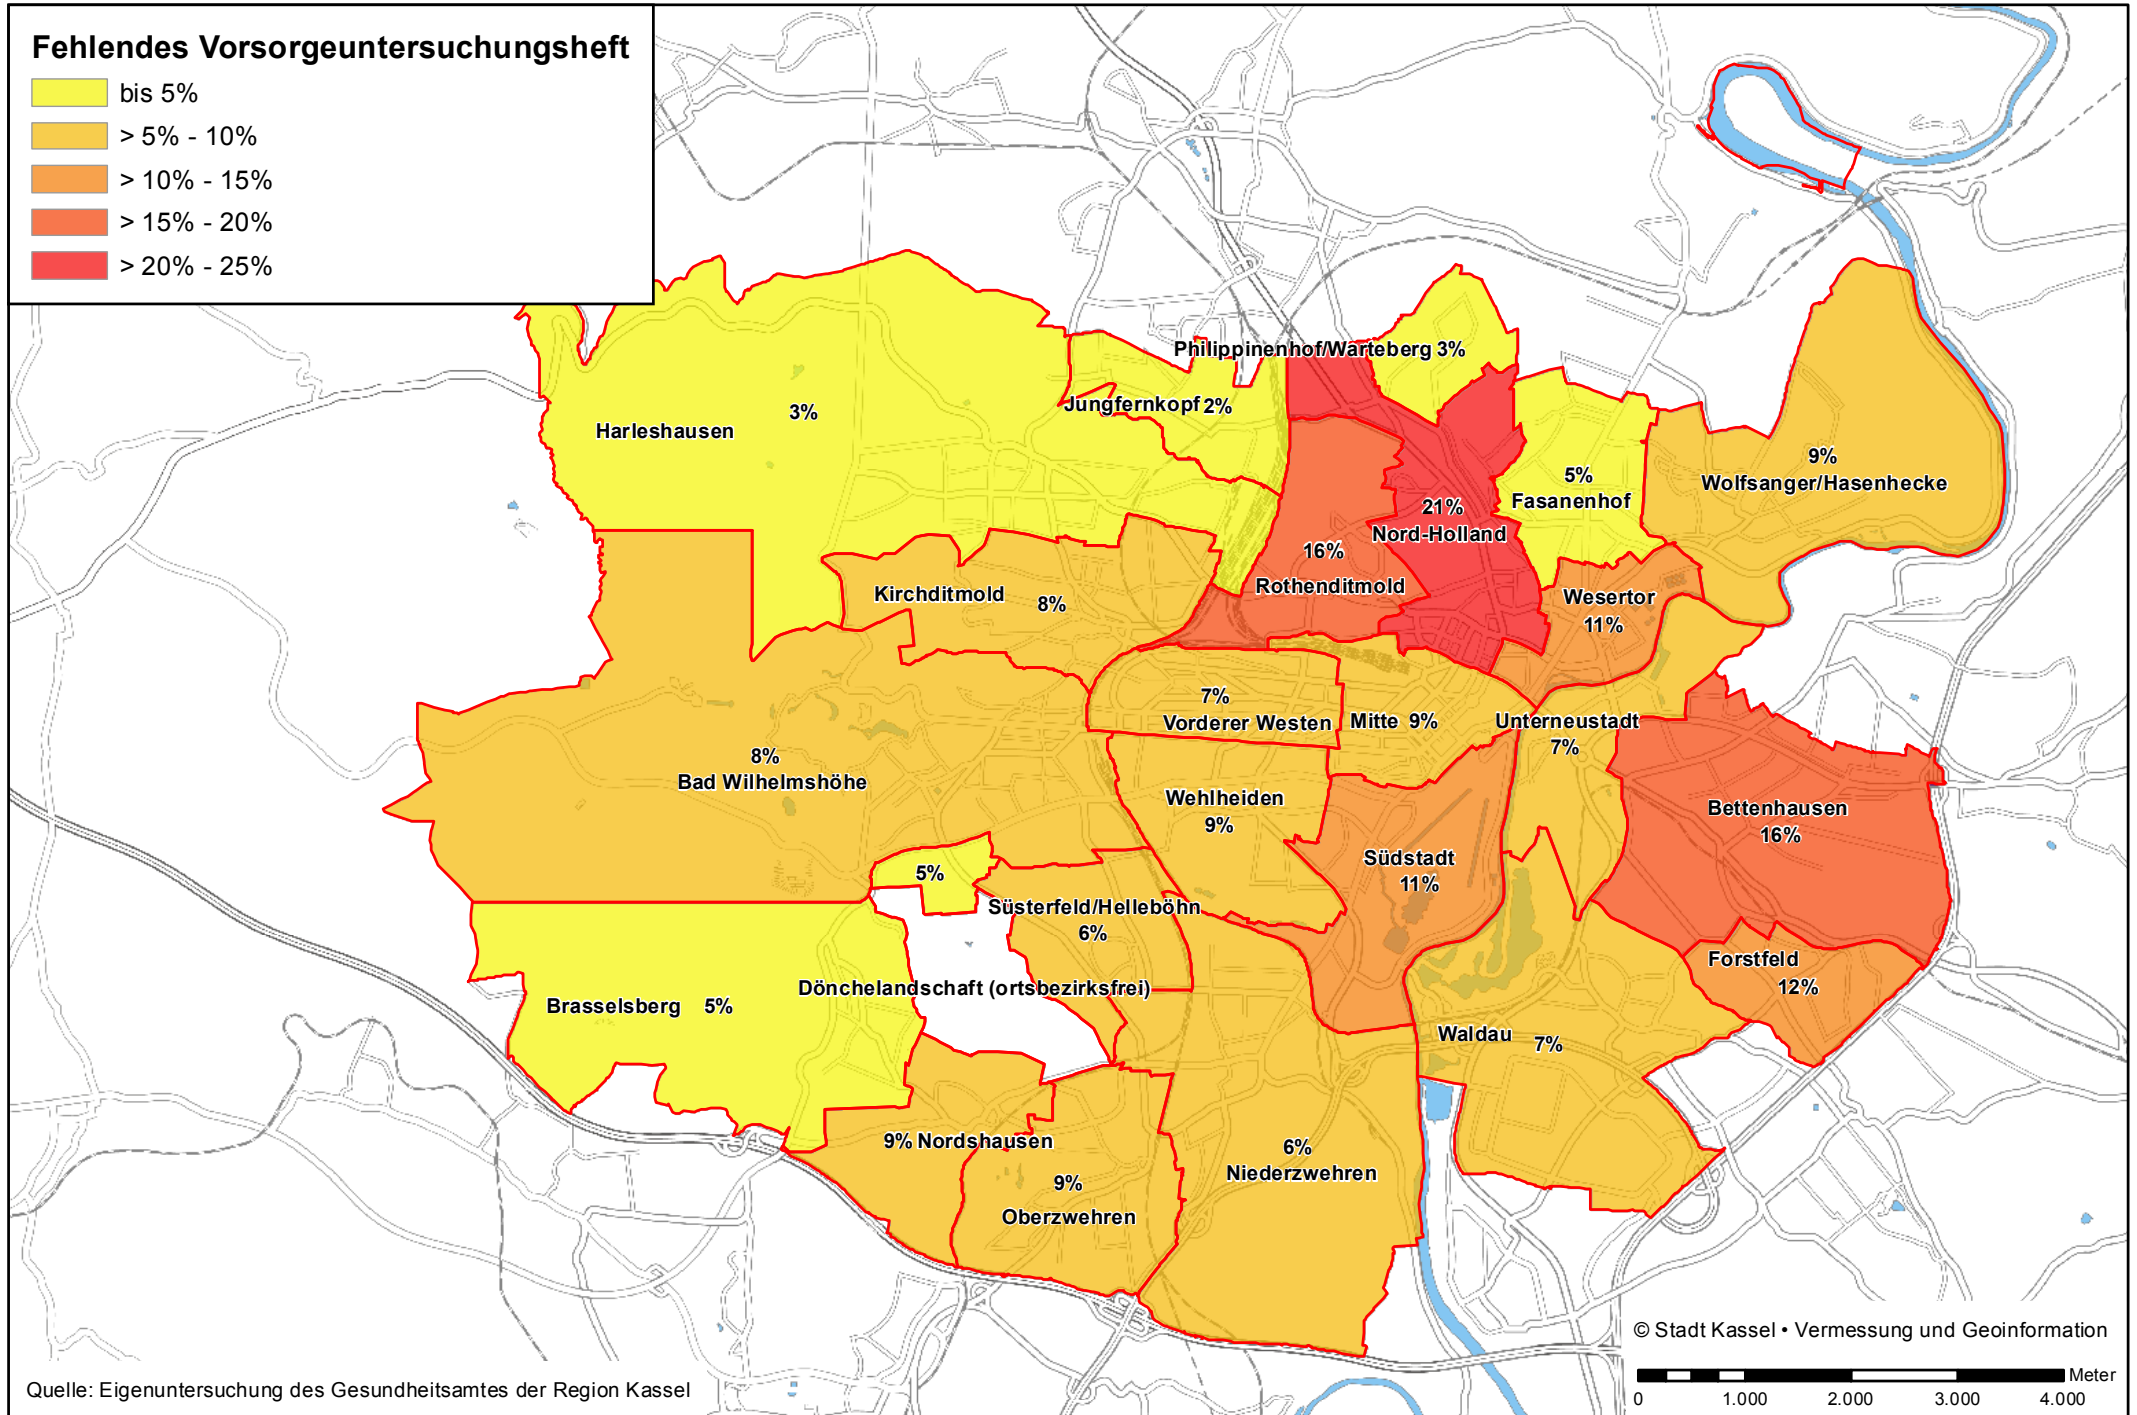 Fehlendes Vorsorgeuntersuchungsheft
bis 5%
> 5% - 10%
> 10% - 15%
> 15% - 20%
> 20% - 25%
Philippinenhof/Warteberg 3%
Jungfernkopf 2%
3%
Harleshausen
9%
Wolfsanger/Hasenhecke
5%
Fasanenhof
21%
Nord-Holland
16%
Rothenditmold
Kirchditmold 8%
Wesertor
11%
7%
Vorderer Westen
Mitte 9%
Unterneustadt
7%
8%
Bad Wilhelmshöhe
Wehlheiden
9%
Bettenhausen
16%
Südstadt
11%
5%
Süsterfeld/Helleböhn
6%
Forstfeld
12%
Dönchelandschaft (ortsbezirksfrei)
Brasselsberg 5%
Waldau 7%
9% Nordshausen
6%
Niederzwehren
9%
Oberzwehren
© Stadt Kassel • Vermessung und Geoinformation
Meter
0 1.000 2.000 3.000 4.000
Quelle: Eigenuntersuchung des Gesundheitsamtes der Region Kassel